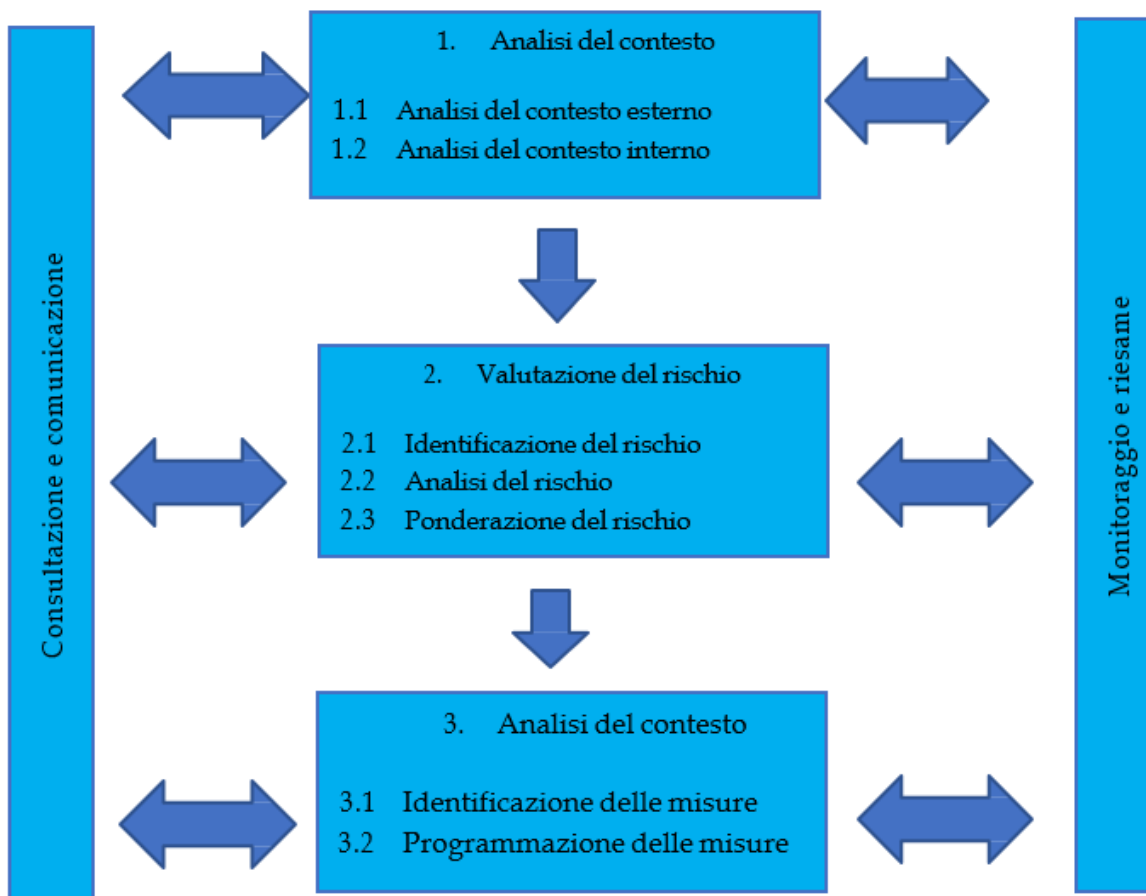 Consultazione e comunicazione
1. Analisi del contesto
1.1 Analisi del contesto esterno
1.2 Analisi del contesto interno
2. Valutazione del rischio
2.1 Identificazione del rischio
2.2 Analisi del rischio
2.3 Ponderazione del rischio
3. Analisi del contesto
3.1 Identificazione delle misure
3.2 Programmazione delle misure
Monitoraggio e riesame